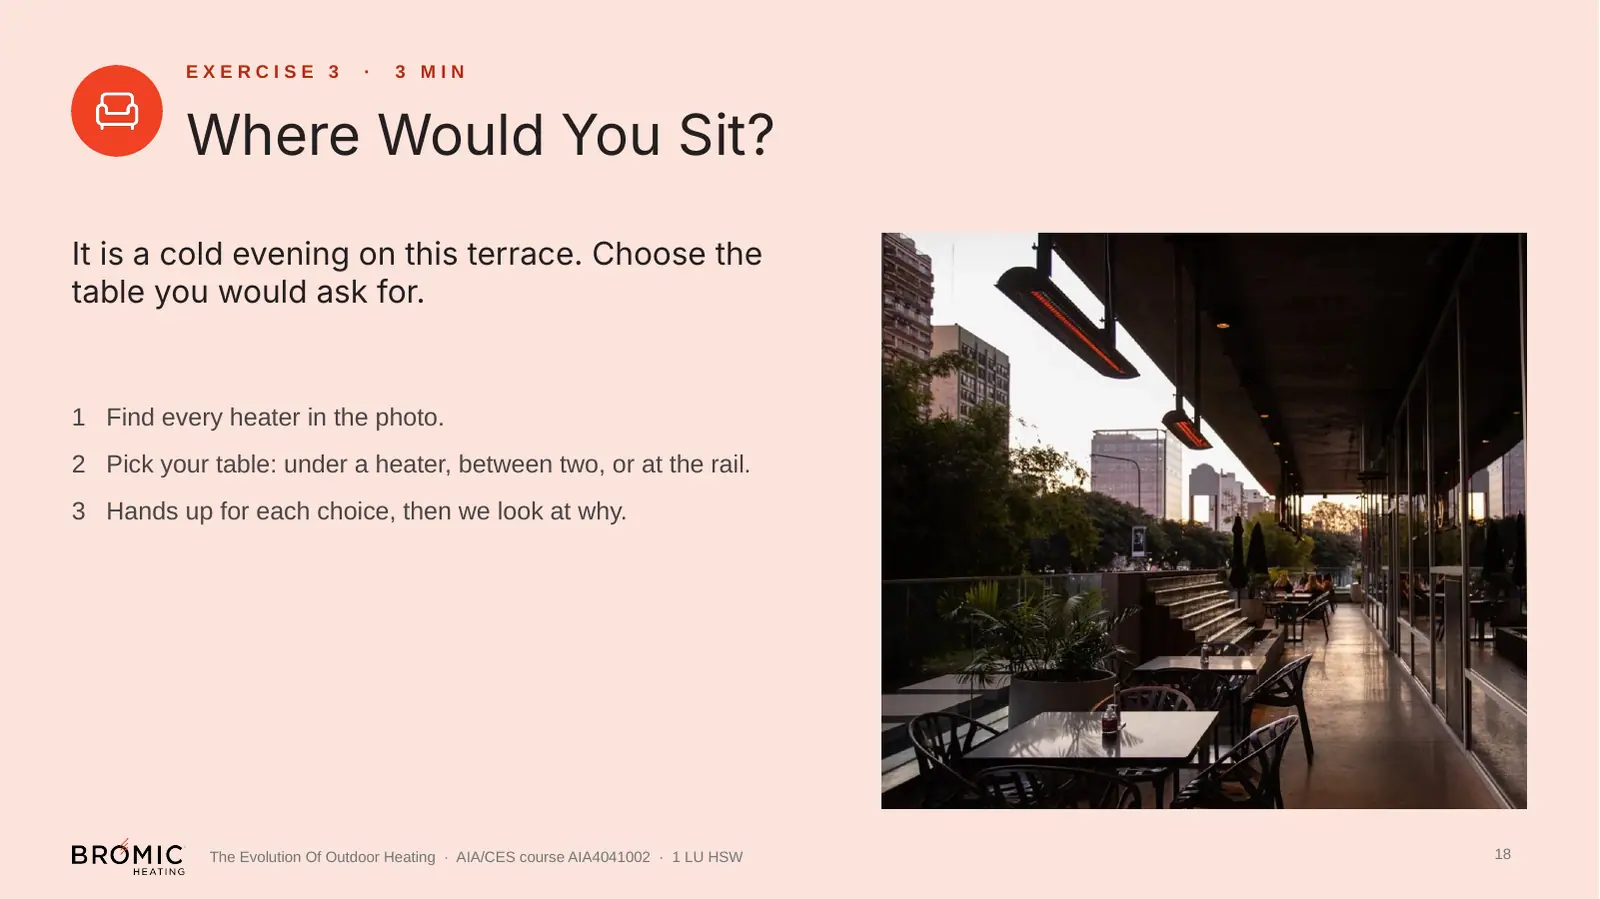 EXERCISE 3 · 3 MIN
Where Would You Sit?
It is a cold evening on this terrace. Choose the
table you would ask for.
1 Find every heater in the photo.
2 Pick your table: under a heater, between two, or at the rail.
3 Hands up for each choice, then we look at why.
BROMIC
HEATING
The Evolution Of Outdoor Heating · AIA/CES course AIA4041002 · 1 LU HSW
18